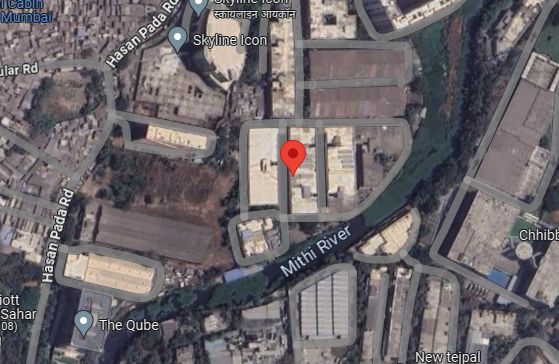 l Cabin
Mumbai
Hasan Pada Rd
Skyline Icon
स्कायलाइन आयकॉन
Skyline Icon
ular Rd
Hasan Pada Rd
Mithi River
Chhibb
iott
Sahar
08)
The Qube
New tejpal